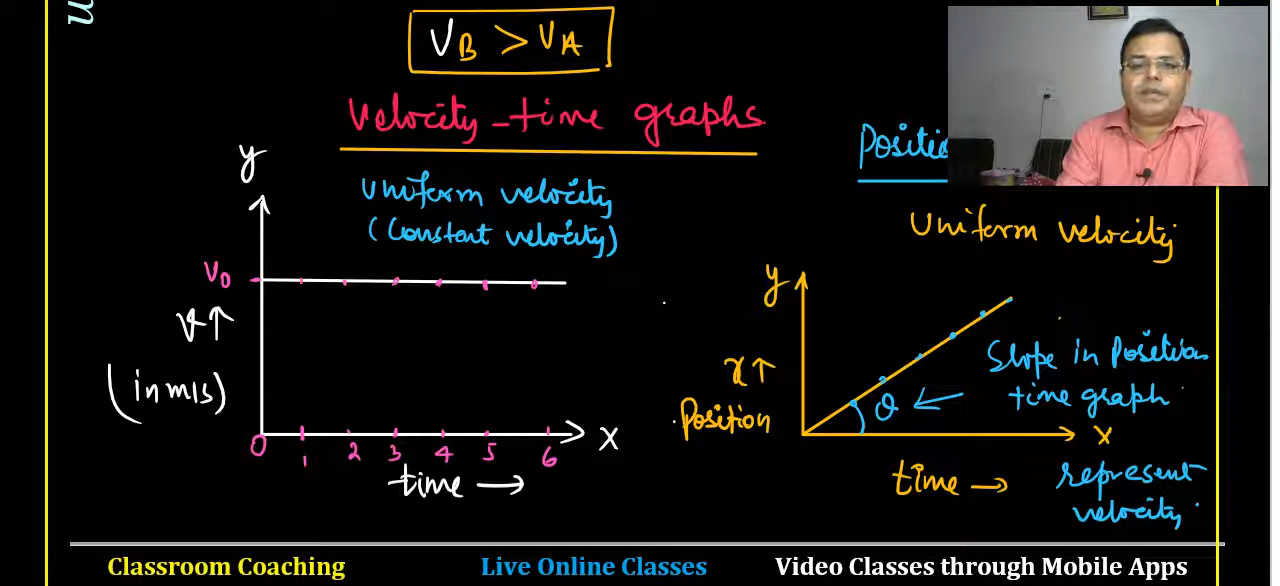 VB > VA
Velocity-time graphs
Positio
Uniform velocity
(Constant velocity)
Uniform velocity
y
V0
v↑
(in m/s)
0 1 2 3 4 5 6
X
time →
y
x↑
Position
θ
Slope in Position
time graph
X
time →
represent
velocity
Classroom Coaching
Live Online Classes
Video Classes through Mobile Apps